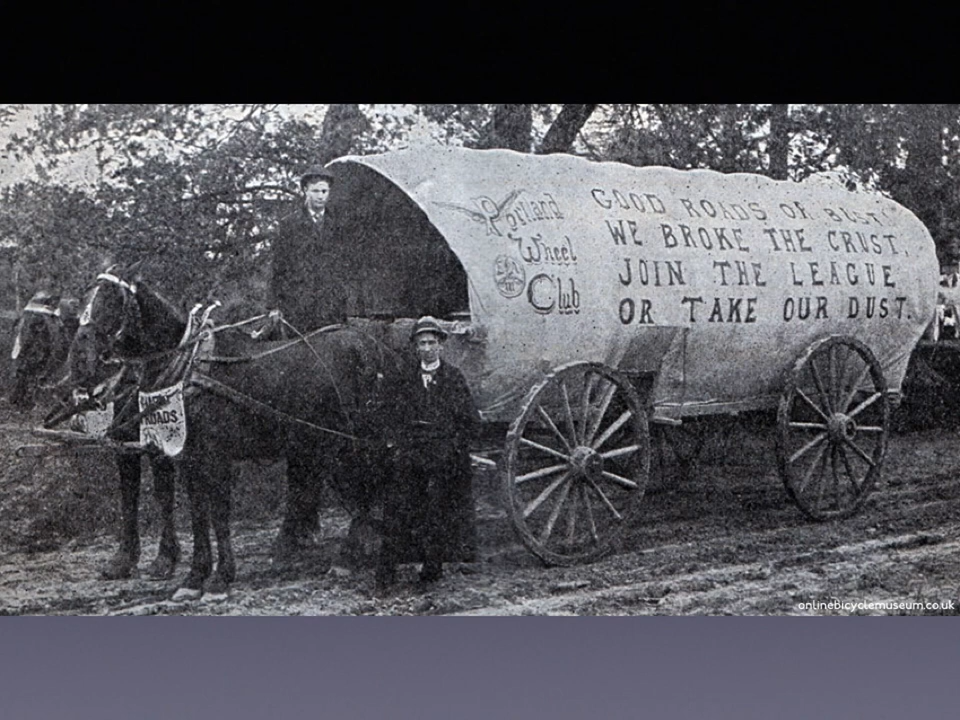 Portland
Wheel
Club
GOOD ROADS OR BUST.
WE BROKE THE CRUST,
JOIN THE LEAGUE
OR TAKE OUR DUST.
ROADS
onlinebicyclemuseum.co.uk